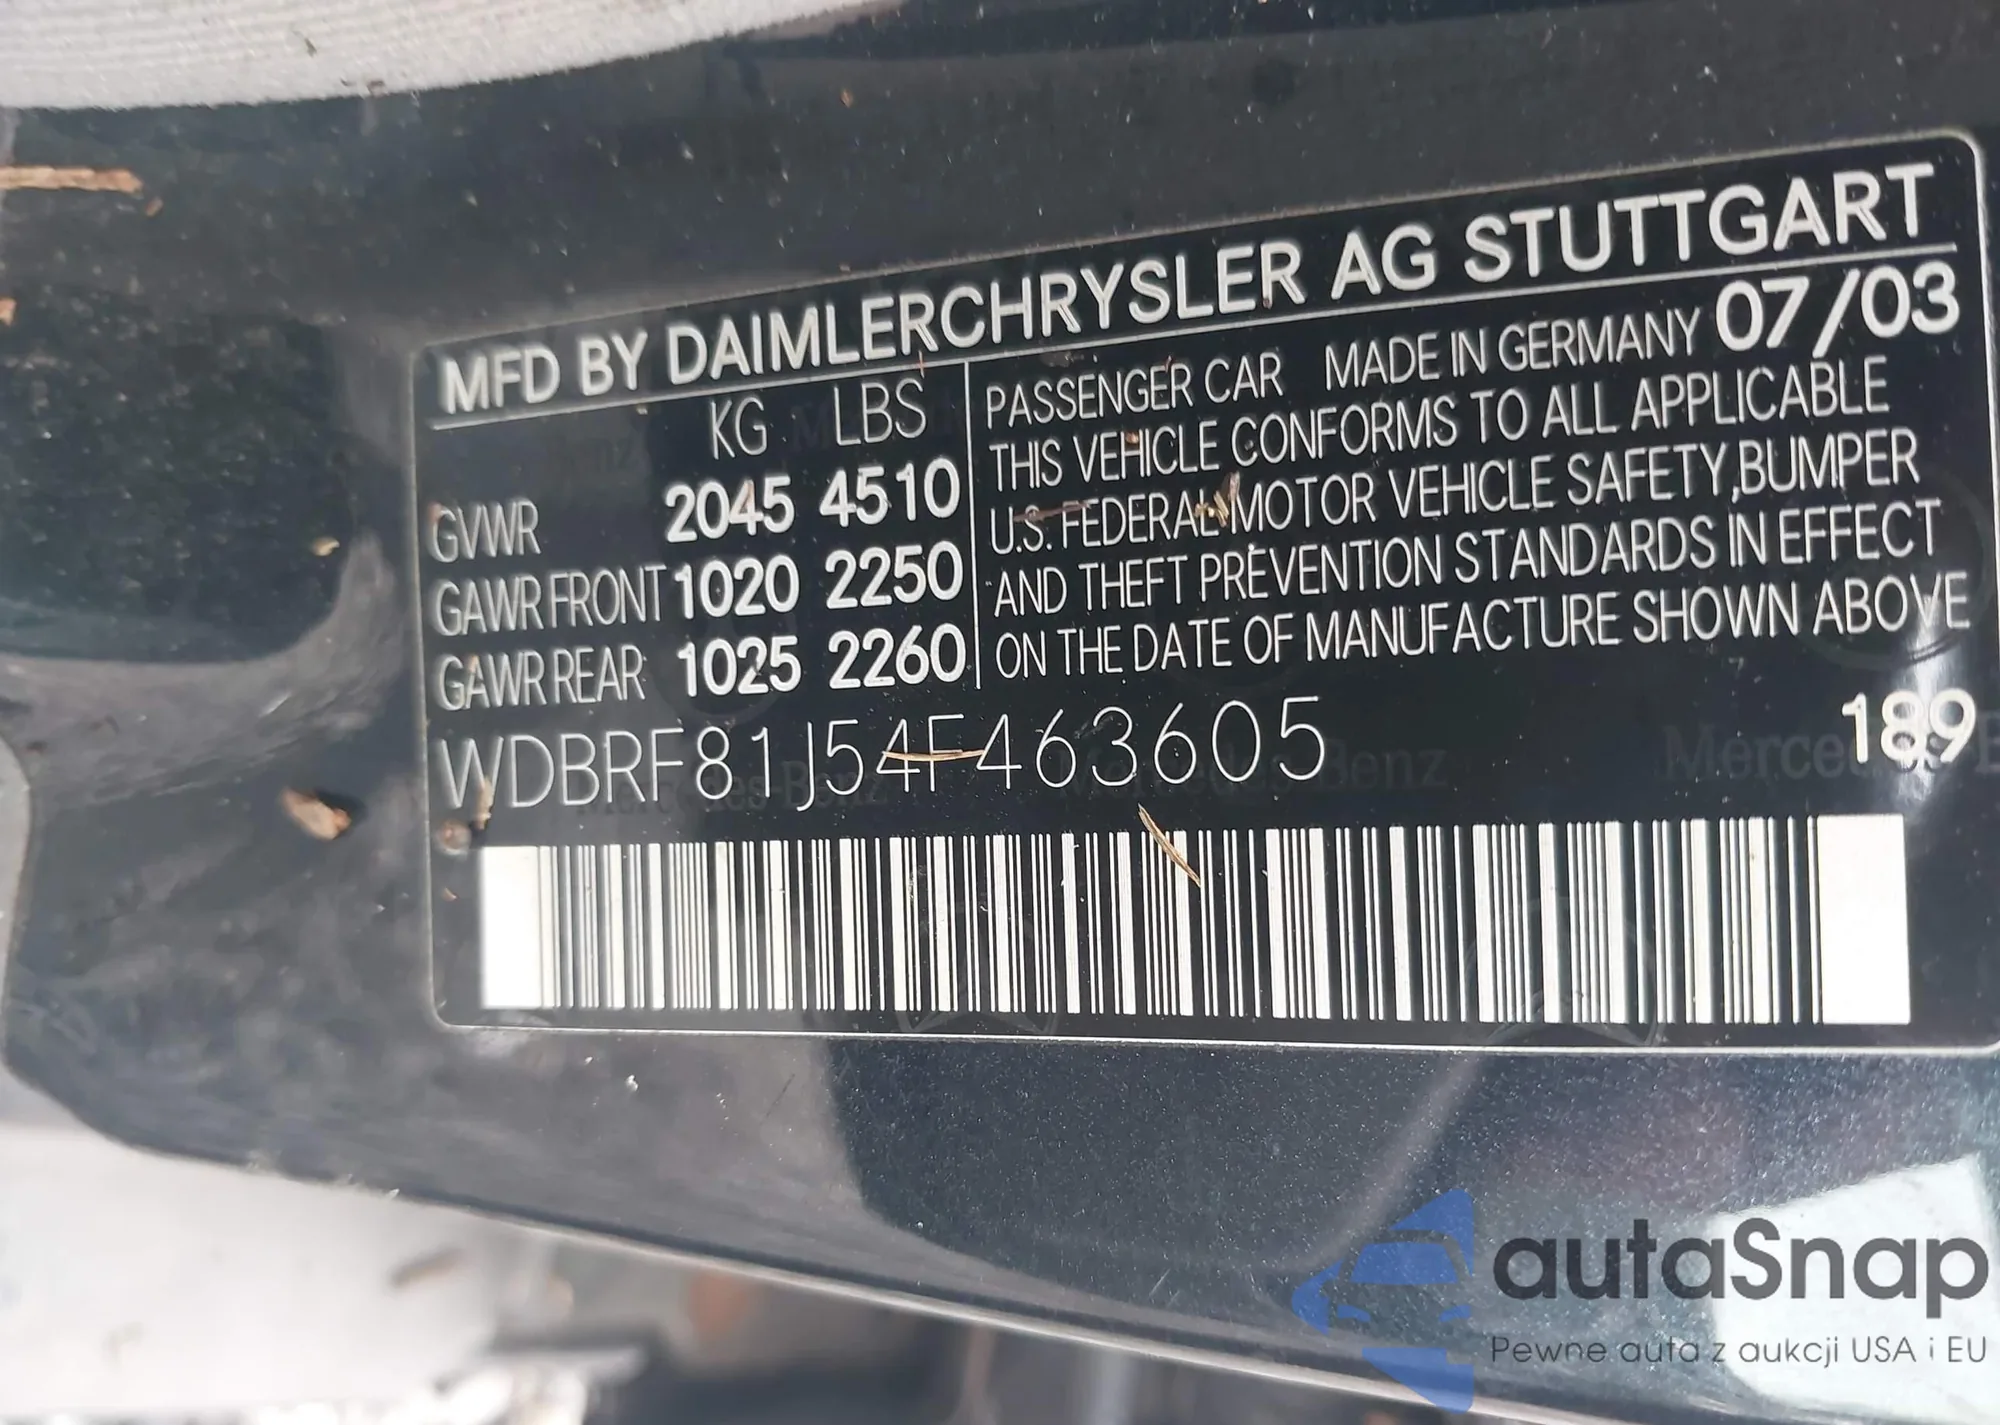 MFD BY DAIMLERCHRYSLER AG STUTTGART
KG LBS
GVWR 2045 4510
GAWR FRONT 1020 2250
GAWR REAR 1025 2260
PASSENGER CAR MADE IN GERMANY 07/03
THIS VEHICLE CONFORMS TO ALL APPLICABLE
U.S. FEDERAL MOTOR VEHICLE SAFETY, BUMPER
AND THEFT PREVENTION STANDARDS IN EFFECT
ON THE DATE OF MANUFACTURE SHOWN ABOVE
WDBRF81J54F463605
189
autaSnap
Pewne auta z aukcji USA i EU